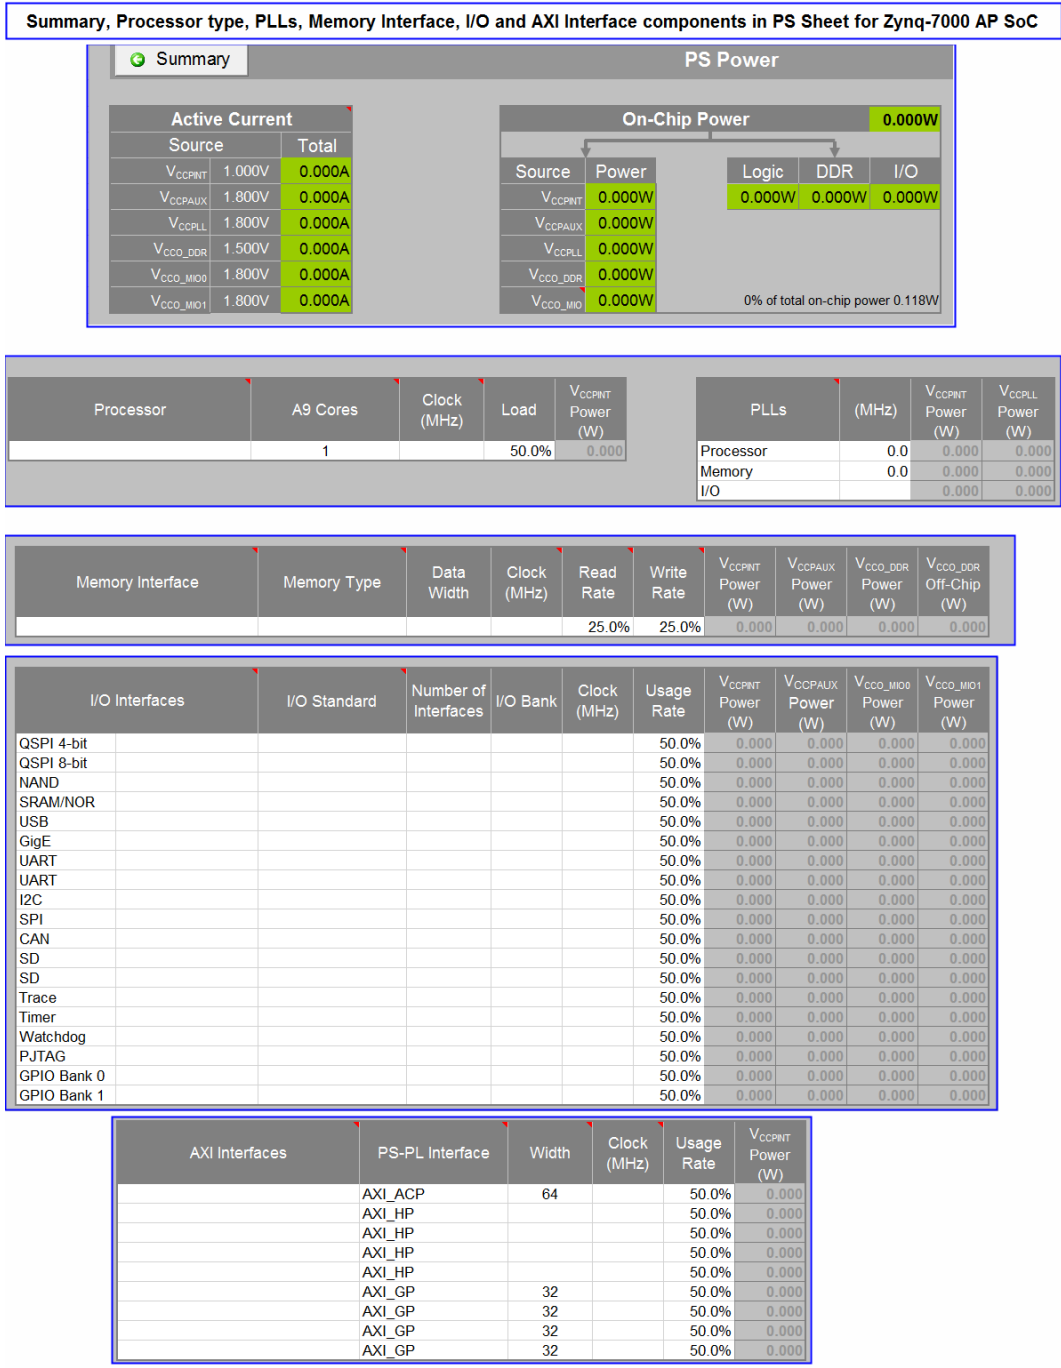 Summary, Processor type, PLLs, Memory Interface, I/O and AXI Interface components in PS Sheet for Zynq-7000 AP SoC
Summary PS Power
Active Current
Source Total
VCCPINT 1.000V 0.000A
VCCPAUX 1.800V 0.000A
VCCPLL 1.800V 0.000A
VCCO_DDR 1.500V 0.000A
VCCO_MIO0 1.800V 0.000A
VCCO_MIO1 1.800V 0.000A
On-Chip Power 0.000W
Source Power Logic DDR I/O
VCCPINT 0.000W 0.000W 0.000W 0.000W
VCCPAUX 0.000W
VCCPLL 0.000W
VCCO_DDR 0.000W
VCCO_MIO 0.000W 0% of total on-chip power 0.118W
Processor A9 Cores Clock (MHz) Load VCCPINT Power (W)
1 50.0% 0.000
PLLs (MHz) VCCPINT Power (W) VCCPLL Power (W)
Processor 0.0 0.000 0.000
Memory 0.0 0.000 0.000
I/O 0.000 0.000
Memory Interface Memory Type Data Width Clock (MHz) Read Rate Write Rate VCCPINT Power (W) VCCPAUX Power (W) VCCO_DDR Power (W) VCCO_DDR Off-Chip (W)
25.0% 25.0% 0.000 0.000 0.000 0.000
I/O Interfaces I/O Standard Number of Interfaces I/O Bank Clock (MHz) Usage Rate VCCPINT Power (W) VCCPAUX Power (W) VCCO_MIO0 Power (W) VCCO_MIO1 Power (W)
QSPI 4-bit 50.0% 0.000 0.000 0.000 0.000
QSPI 8-bit 50.0% 0.000 0.000 0.000 0.000
NAND 50.0% 0.000 0.000 0.000 0.000
SRAM/NOR 50.0% 0.000 0.000 0.000 0.000
USB 50.0% 0.000 0.000 0.000 0.000
GigE 50.0% 0.000 0.000 0.000 0.000
UART 50.0% 0.000 0.000 0.000 0.000
UART 50.0% 0.000 0.000 0.000 0.000
I2C 50.0% 0.000 0.000 0.000 0.000
SPI 50.0% 0.000 0.000 0.000 0.000
CAN 50.0% 0.000 0.000 0.000 0.000
SD 50.0% 0.000 0.000 0.000 0.000
SD 50.0% 0.000 0.000 0.000 0.000
Trace 50.0% 0.000 0.000 0.000 0.000
Timer 50.0% 0.000 0.000 0.000 0.000
Watchdog 50.0% 0.000 0.000 0.000 0.000
PJTAG 50.0% 0.000 0.000 0.000 0.000
GPIO Bank 0 50.0% 0.000 0.000 0.000 0.000
GPIO Bank 1 50.0% 0.000 0.000 0.000 0.000
AXI Interfaces PS-PL Interface Width Clock (MHz) Usage Rate VCCPINT Power (W)
AXI_ACP 64 50.0% 0.000
AXI_HP 50.0% 0.000
AXI_HP 50.0% 0.000
AXI_HP 50.0% 0.000
AXI_HP 50.0% 0.000
AXI_GP 32 50.0% 0.000
AXI_GP 32 50.0% 0.000
AXI_GP 32 50.0% 0.000
AXI_GP 32 50.0% 0.000